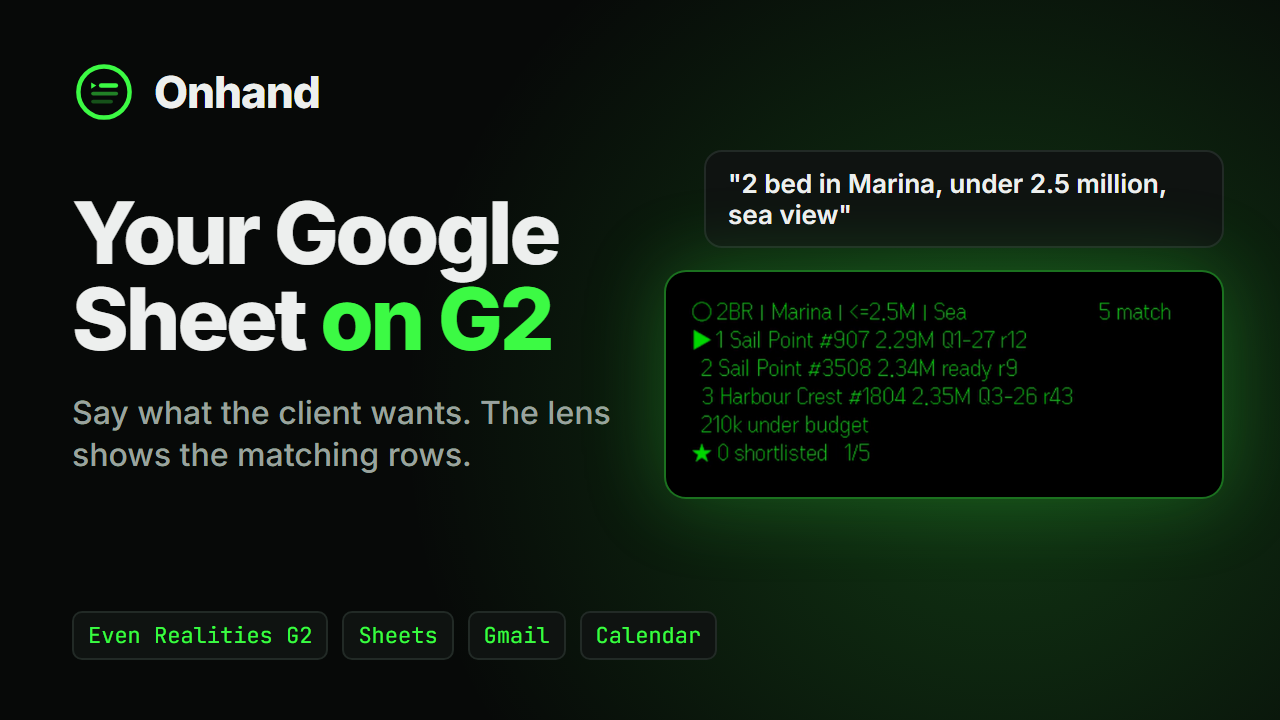 Onhand
Your Google
Sheet on G2
Say what the client wants. The lens
shows the matching rows.
"2 bed in Marina, under 2.5 million,
sea view"
○ 2BR | Marina | <=2.5M | Sea 5 match
▶ 1 Sail Point #907 2.29M Q1-27 r12
2 Sail Point #3508 2.34M ready r9
3 Harbour Crest #1804 2.35M Q3-26 r43
210k under budget
★ 0 shortlisted 1/5
Even Realities G2 Sheets Gmail Calendar